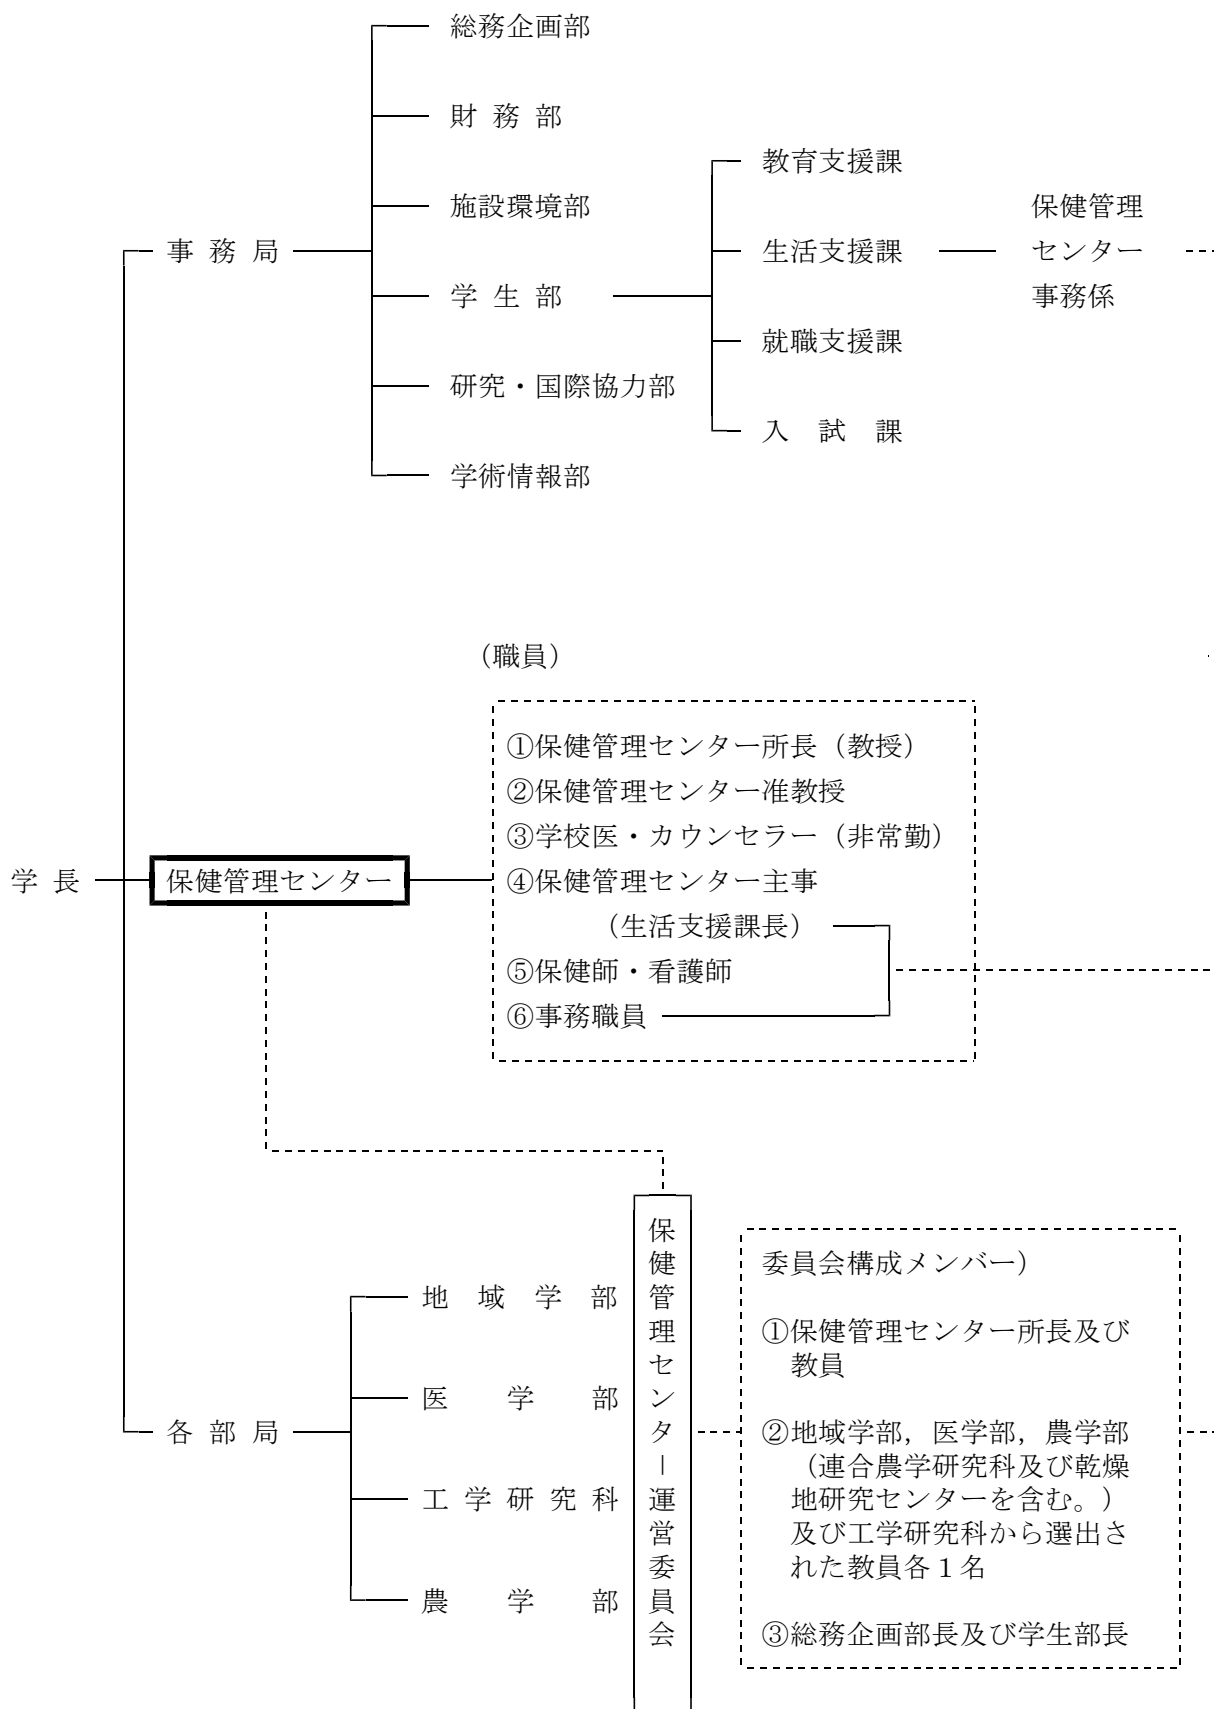 総務企画部
財務部
教育支援課
施設環境部
保健管理
事務局
生活支援課
センター
学生部
事務係
就職支援課
研究・国際協力部
入試課
学術情報部
（職員）
①保健管理センター所長（教授）
②保健管理センター准教授
③学校医・カウンセラー（非常勤）
学長
保健管理センター
④保健管理センター主事
（生活支援課長）
⑤保健師・看護師
⑥事務職員
各部局
地域学部
医学部
工学研究科
農学部
保健管理センター運営委員会
委員会構成メンバー）
①保健管理センター所長及び
教員
②地域学部，医学部，農学部
（連合農学研究科及び乾燥
地研究センターを含む。）
及び工学研究科から選出さ
れた教員各１名
③総務企画部長及び学生部長